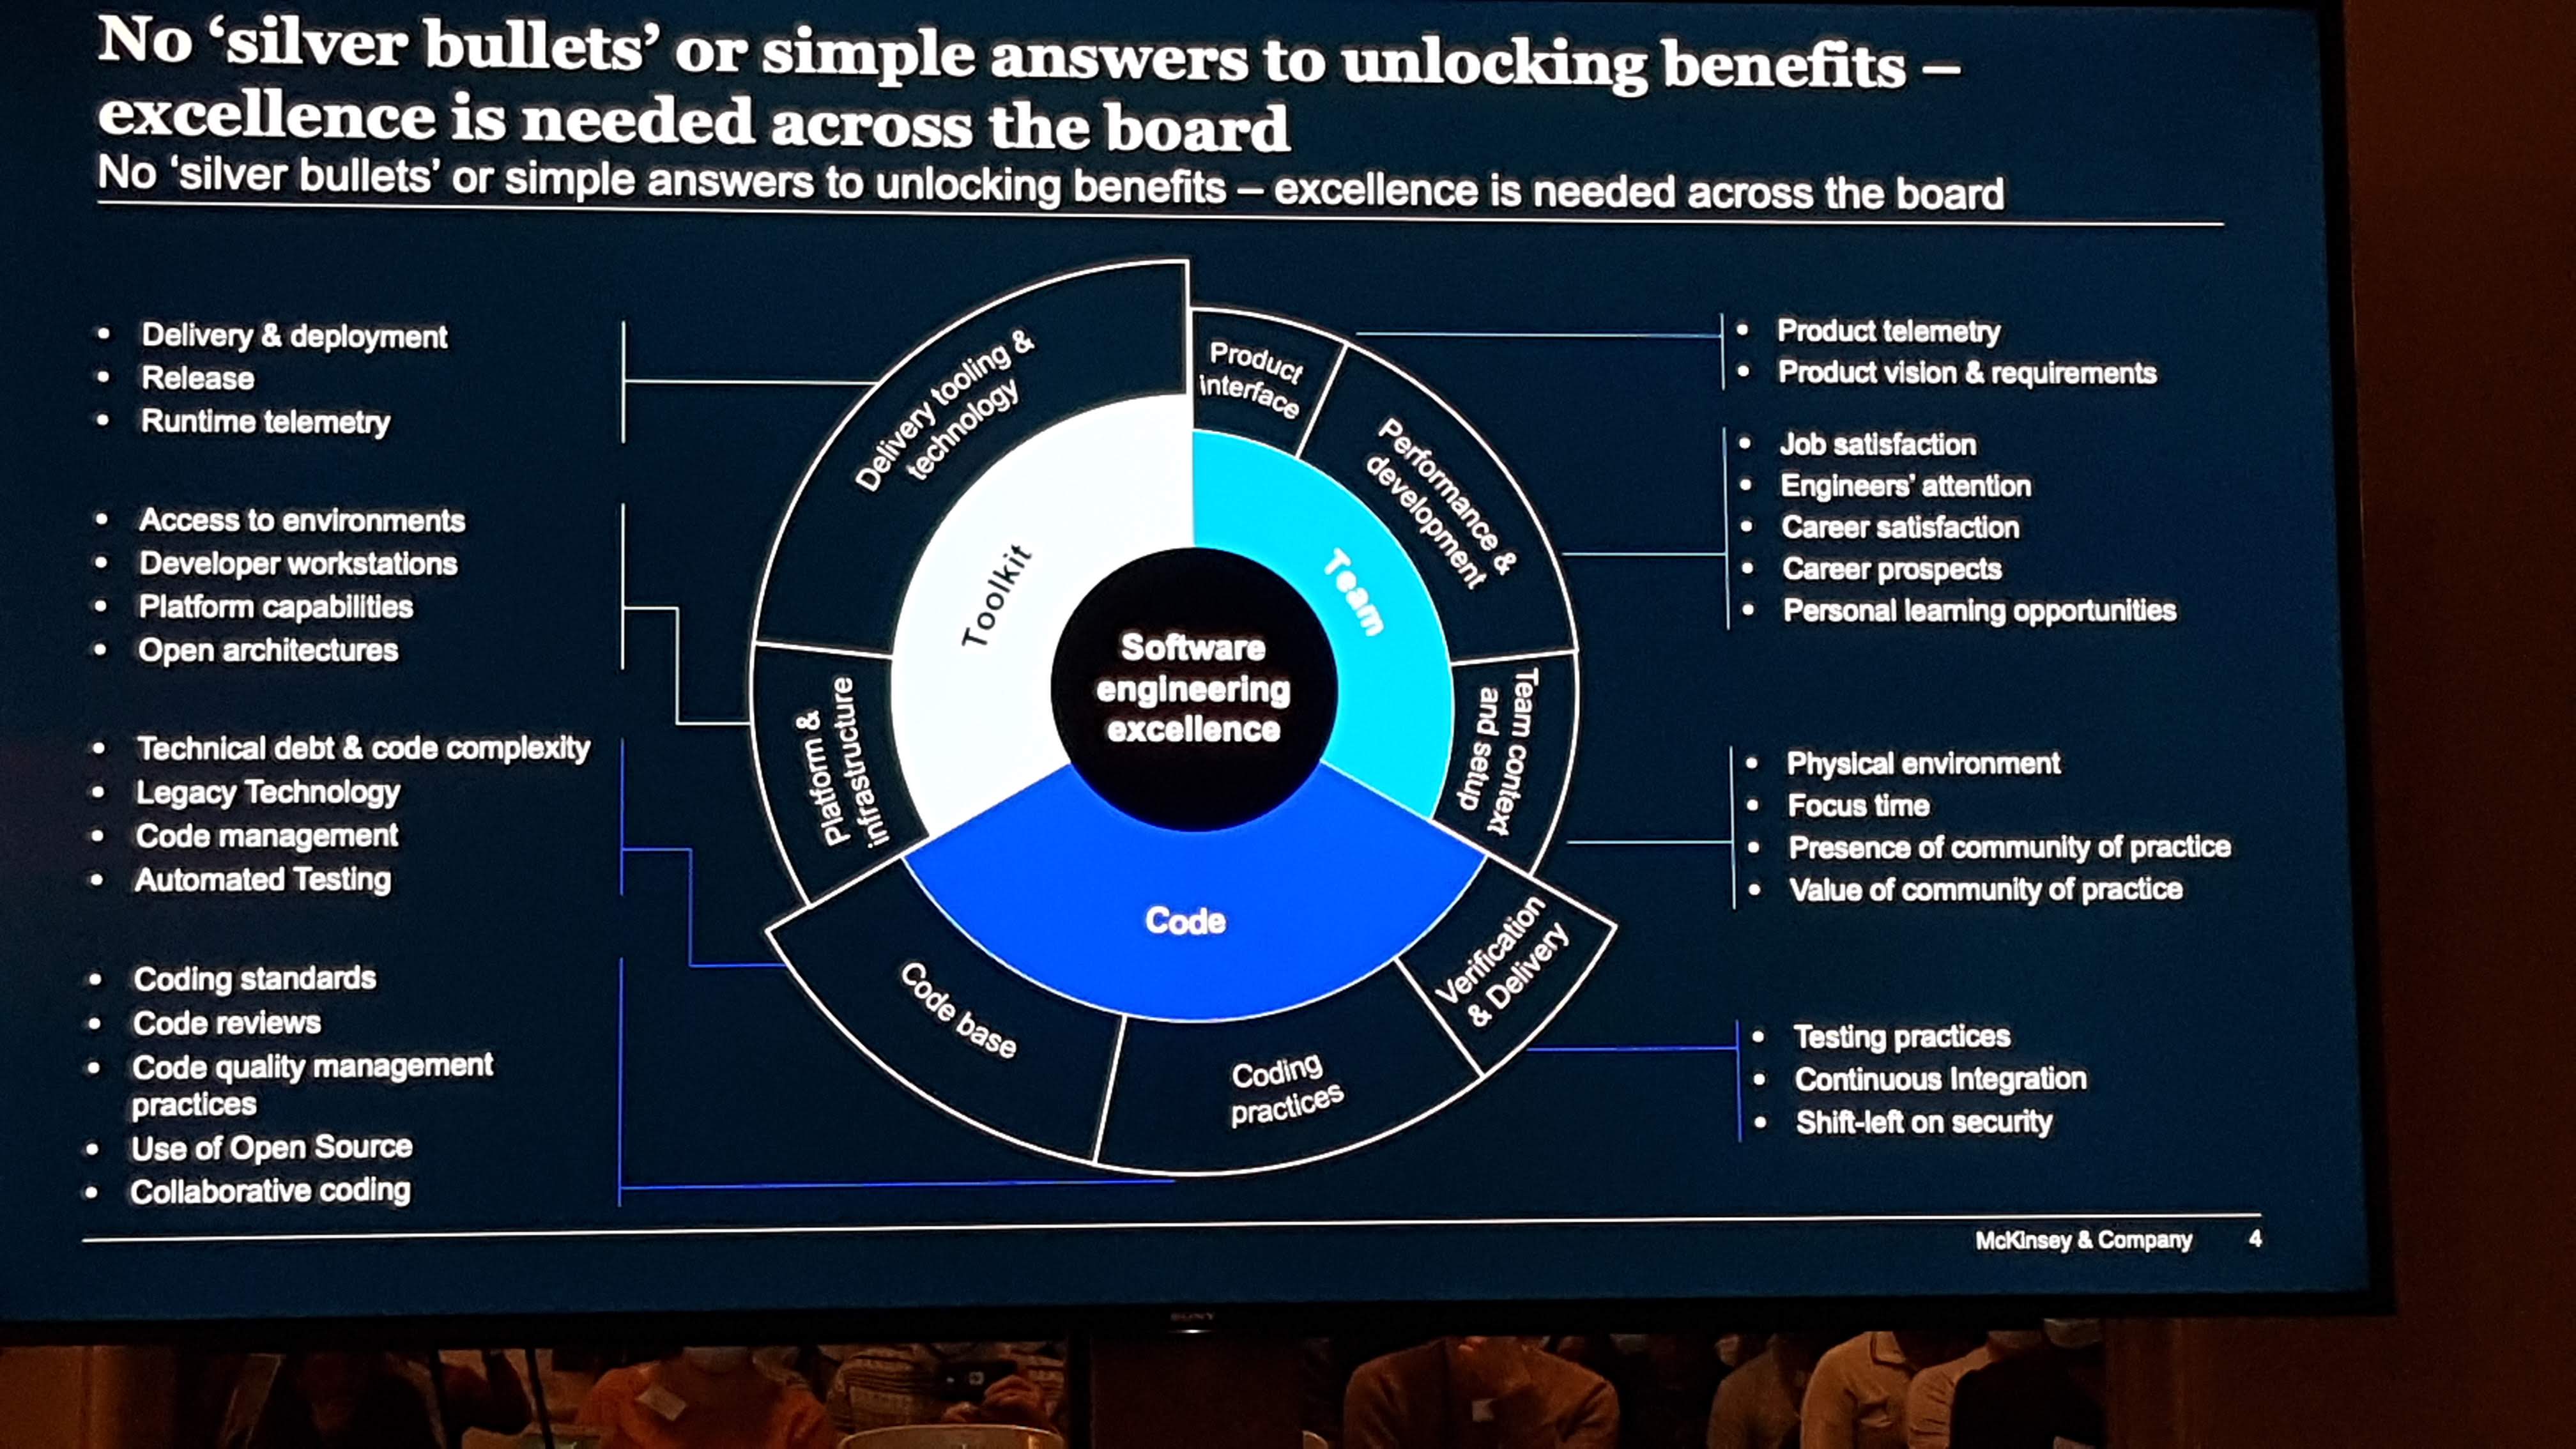 No ‘silver bullets’ or simple answers to unlocking benefits –
excellence is needed across the board
No ‘silver bullets’ or simple answers to unlocking benefits – excellence is needed across the board
• Delivery & deployment
• Release
• Runtime telemetry
• Access to environments
• Developer workstations
• Platform capabilities
• Open architectures
• Technical debt & code complexity
• Legacy Technology
• Code management
• Automated Testing
• Coding standards
• Code reviews
• Code quality management
practices
• Use of Open Source
• Collaborative coding
Delivery tooling &
technology
Product
interface
Performance &
development
Team context
and setup
Verification
& Delivery
Coding
practices
Code base
Platform &
infrastructure
Toolkit
Team
Code
Software
engineering
excellence
• Product telemetry
• Product vision & requirements
• Job satisfaction
• Engineers’ attention
• Career satisfaction
• Career prospects
• Personal learning opportunities
• Physical environment
• Focus time
• Presence of community of practice
• Value of community of practice
• Testing practices
• Continuous Integration
• Shift-left on security
McKinsey & Company 4
SONY